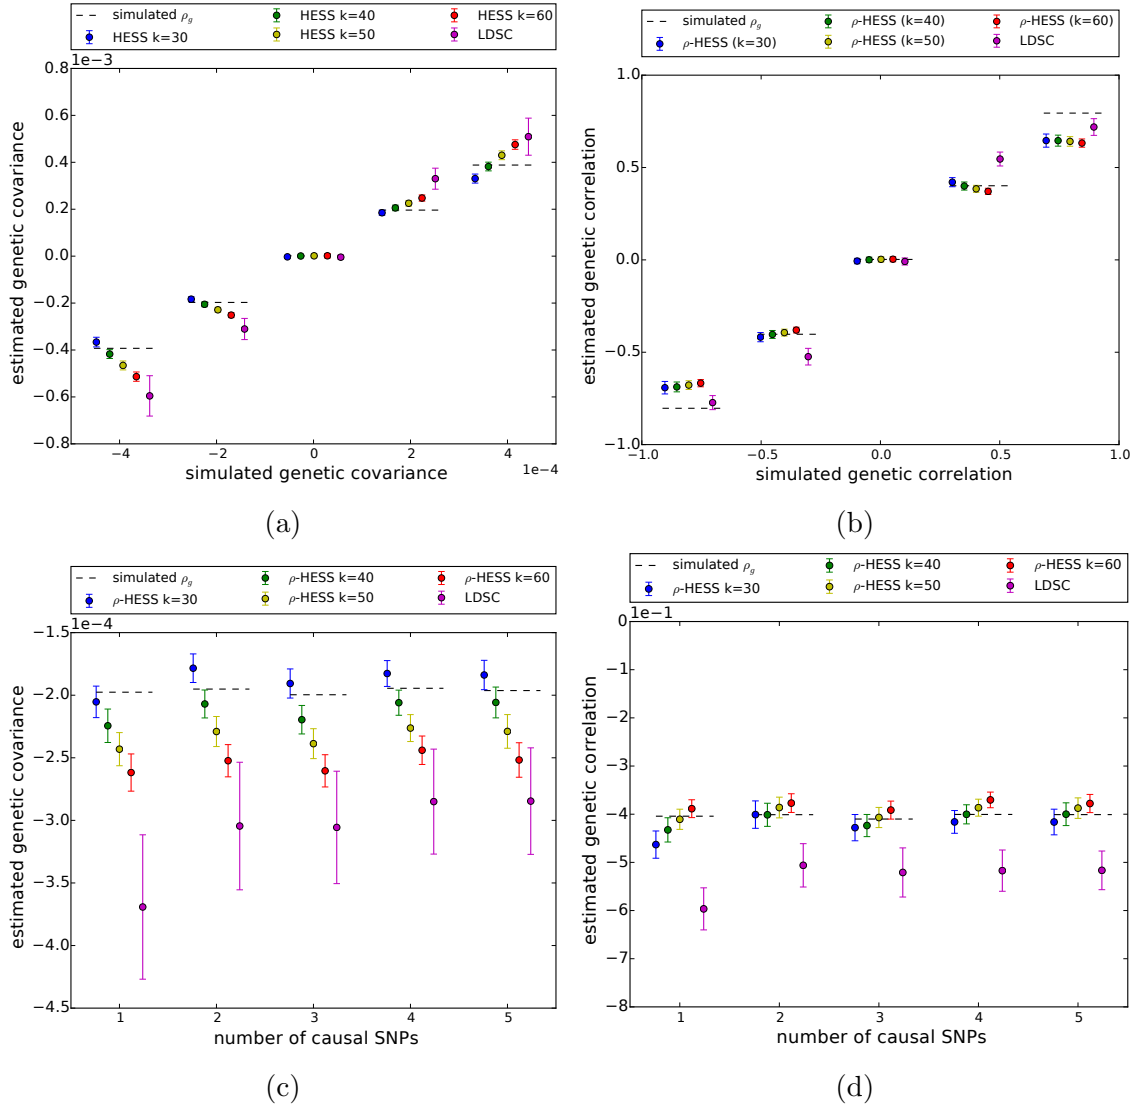 simulated ρg HESS k=40 HESS k=60
HESS k=30 HESS k=50 LDSC
1e−3
0.8
0.6
0.4
0.2
0.0
−0.2
−0.4
−0.6
−0.8
estimated genetic covariance
−4 −2 0 2 4
1e−4
simulated genetic covariance
(a)
simulated ρg ρ-HESS (k=40) ρ-HESS (k=60)
ρ-HESS (k=30) ρ-HESS (k=50) LDSC
1.0
0.5
0.0
−0.5
−1.0
estimated genetic correlation
−1.0 −0.5 0.0 0.5 1.0
simulated genetic correlation
(b)
simulated ρg ρ-HESS k=40 ρ-HESS k=60
ρ-HESS k=30 ρ-HESS k=50 LDSC
1e−4
−1.5
−2.0
−2.5
−3.0
−3.5
−4.0
−4.5
estimated genetic covariance
1 2 3 4 5
number of causal SNPs
(c)
simulated ρg ρ-HESS k=40 ρ-HESS k=60
ρ-HESS k=30 ρ-HESS k=50 LDSC
1e−1
0
−1
−2
−3
−4
−5
−6
−7
−8
estimated genetic correlation
1 2 3 4 5
number of causal SNPs
(d)